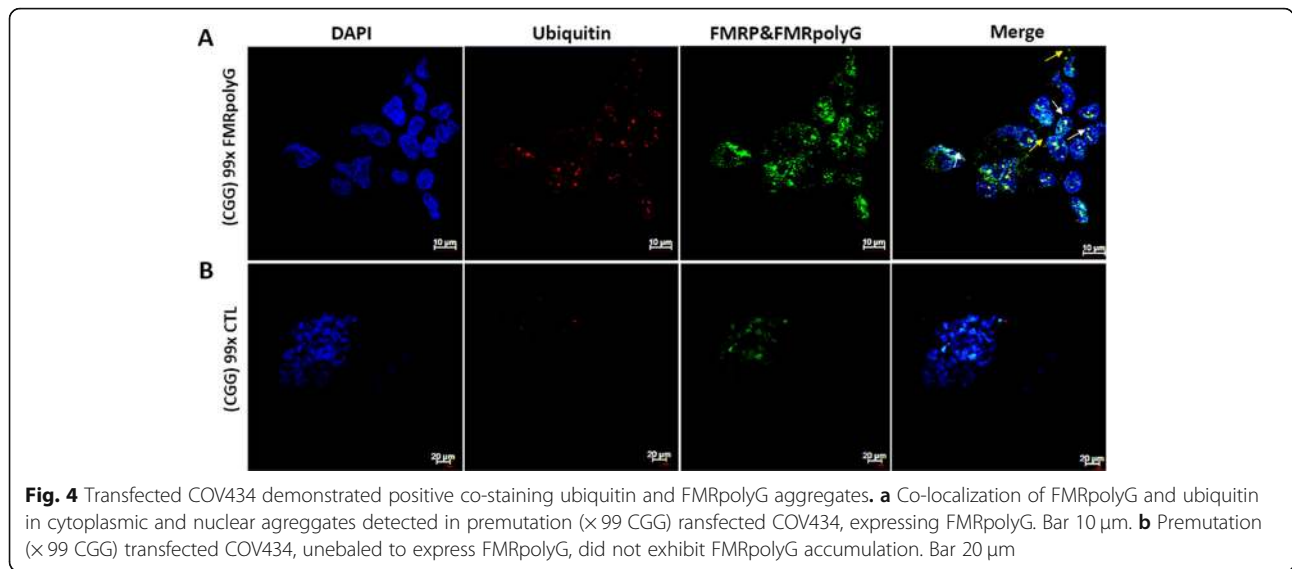 A
DAPI
Ubiquitin
FMRP&FMRpolyG
Merge
(CGG) 99x FMRpolyG
10 µm
10 µm
10 µm
10 µm
B
(CGG) 99x CTL
20 µm
20 µm
20 µm
20 µm
Fig. 4 Transfected COV434 demonstrated positive co-staining ubiquitin and FMRpolyG aggregates. a Co-localization of FMRpolyG and ubiquitin
in cytoplasmic and nuclear agreggates detected in premutation (× 99 CGG) ransfected COV434, expressing FMRpolyG. Bar 10 µm. b Premutation
(× 99 CGG) transfected COV434, unebaled to express FMRpolyG, did not exhibit FMRpolyG accumulation. Bar 20 µm